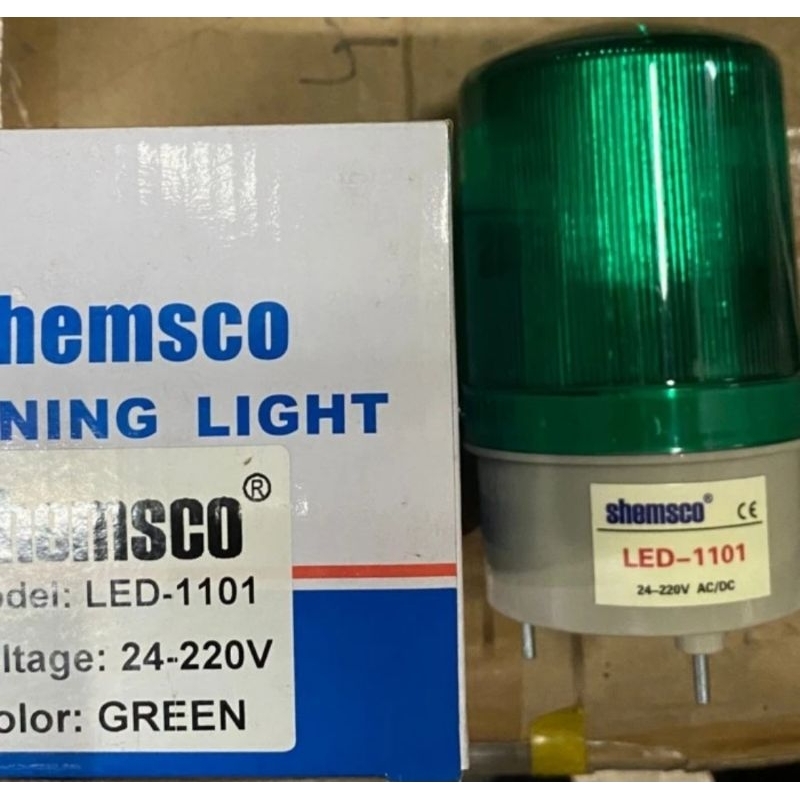 hemsco
NING LIGHT
hemsco®
odel: LED-1101
ltage: 24-220V
olor: GREEN
shemsco® CE
LED-1101
24-220V AC/DC